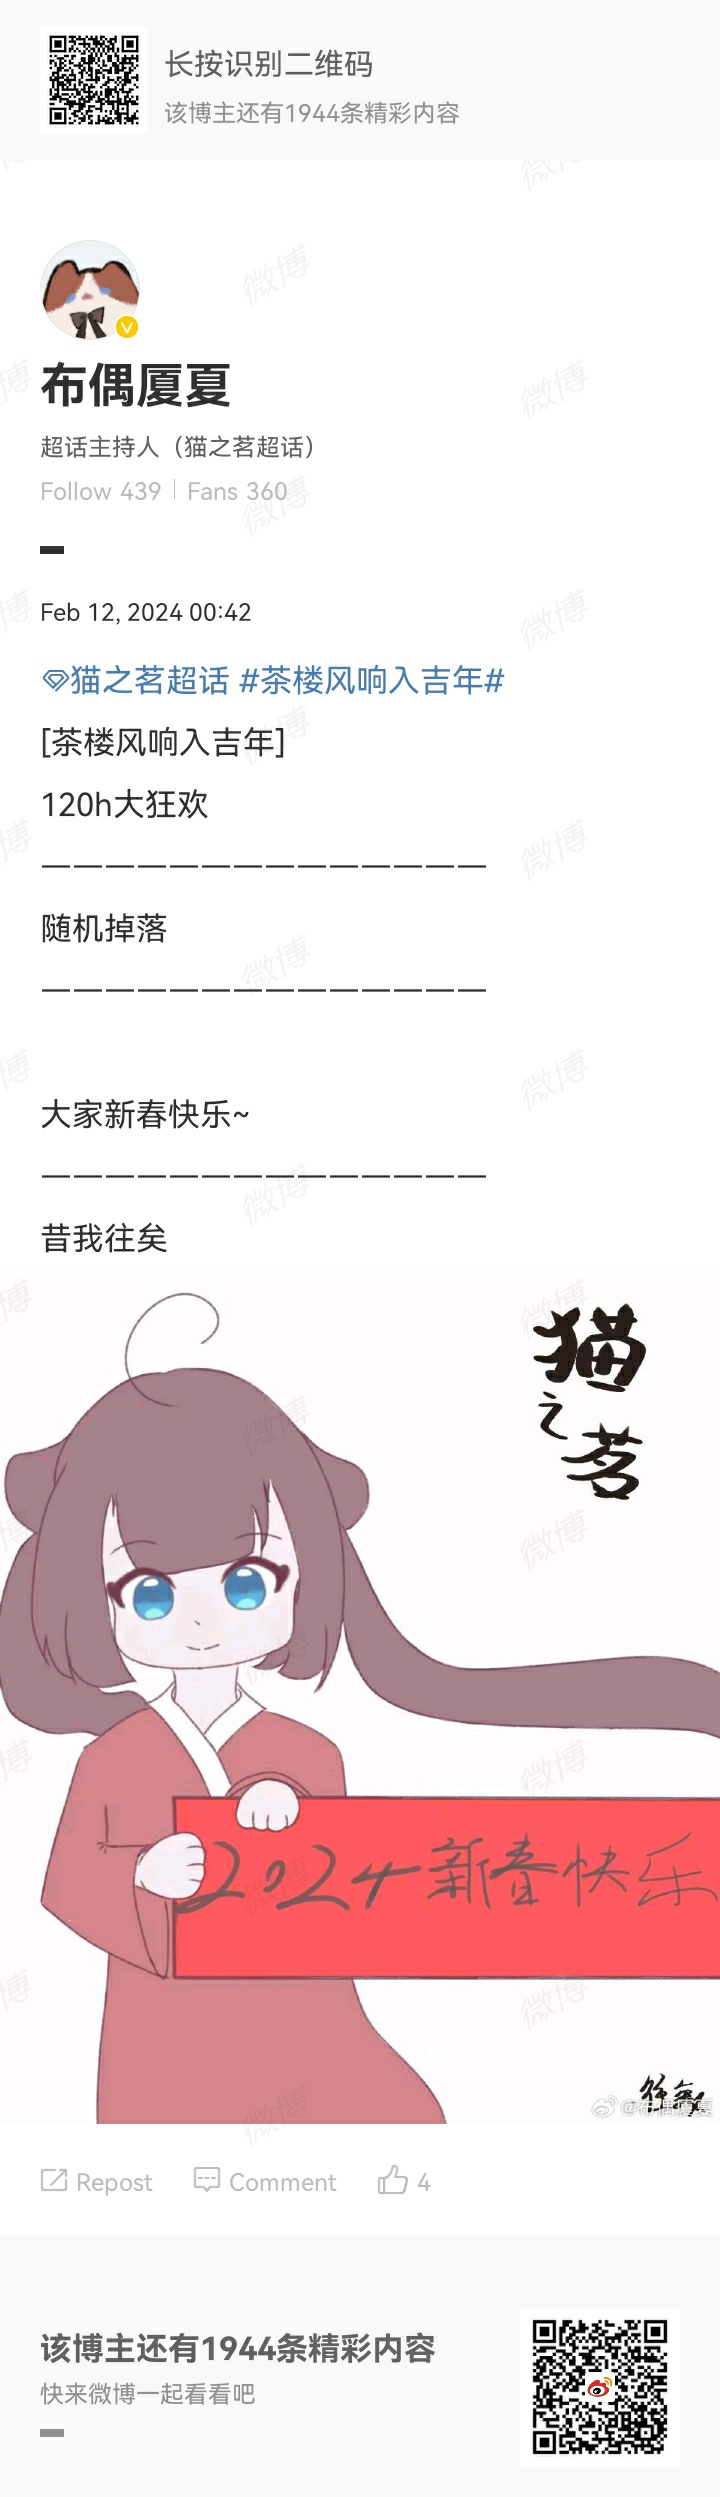 长按识别二维码
该博主还有1944条精彩内容
布偶厦夏
超话主持人（猫之茗超话）
Follow 439 | Fans 360
Feb 12, 2024 00:42
猫之茗超话 #茶楼风响入吉年#
[茶楼风响入吉年]
120h大狂欢
——————————————
随机掉落
——————————————
大家新春快乐~
——————————————
昔我往矣
猫
之
茗
2024新春快乐
@布偶厦夏
Repost Comment 4
该博主还有1944条精彩内容
快来微博一起看看吧
微博